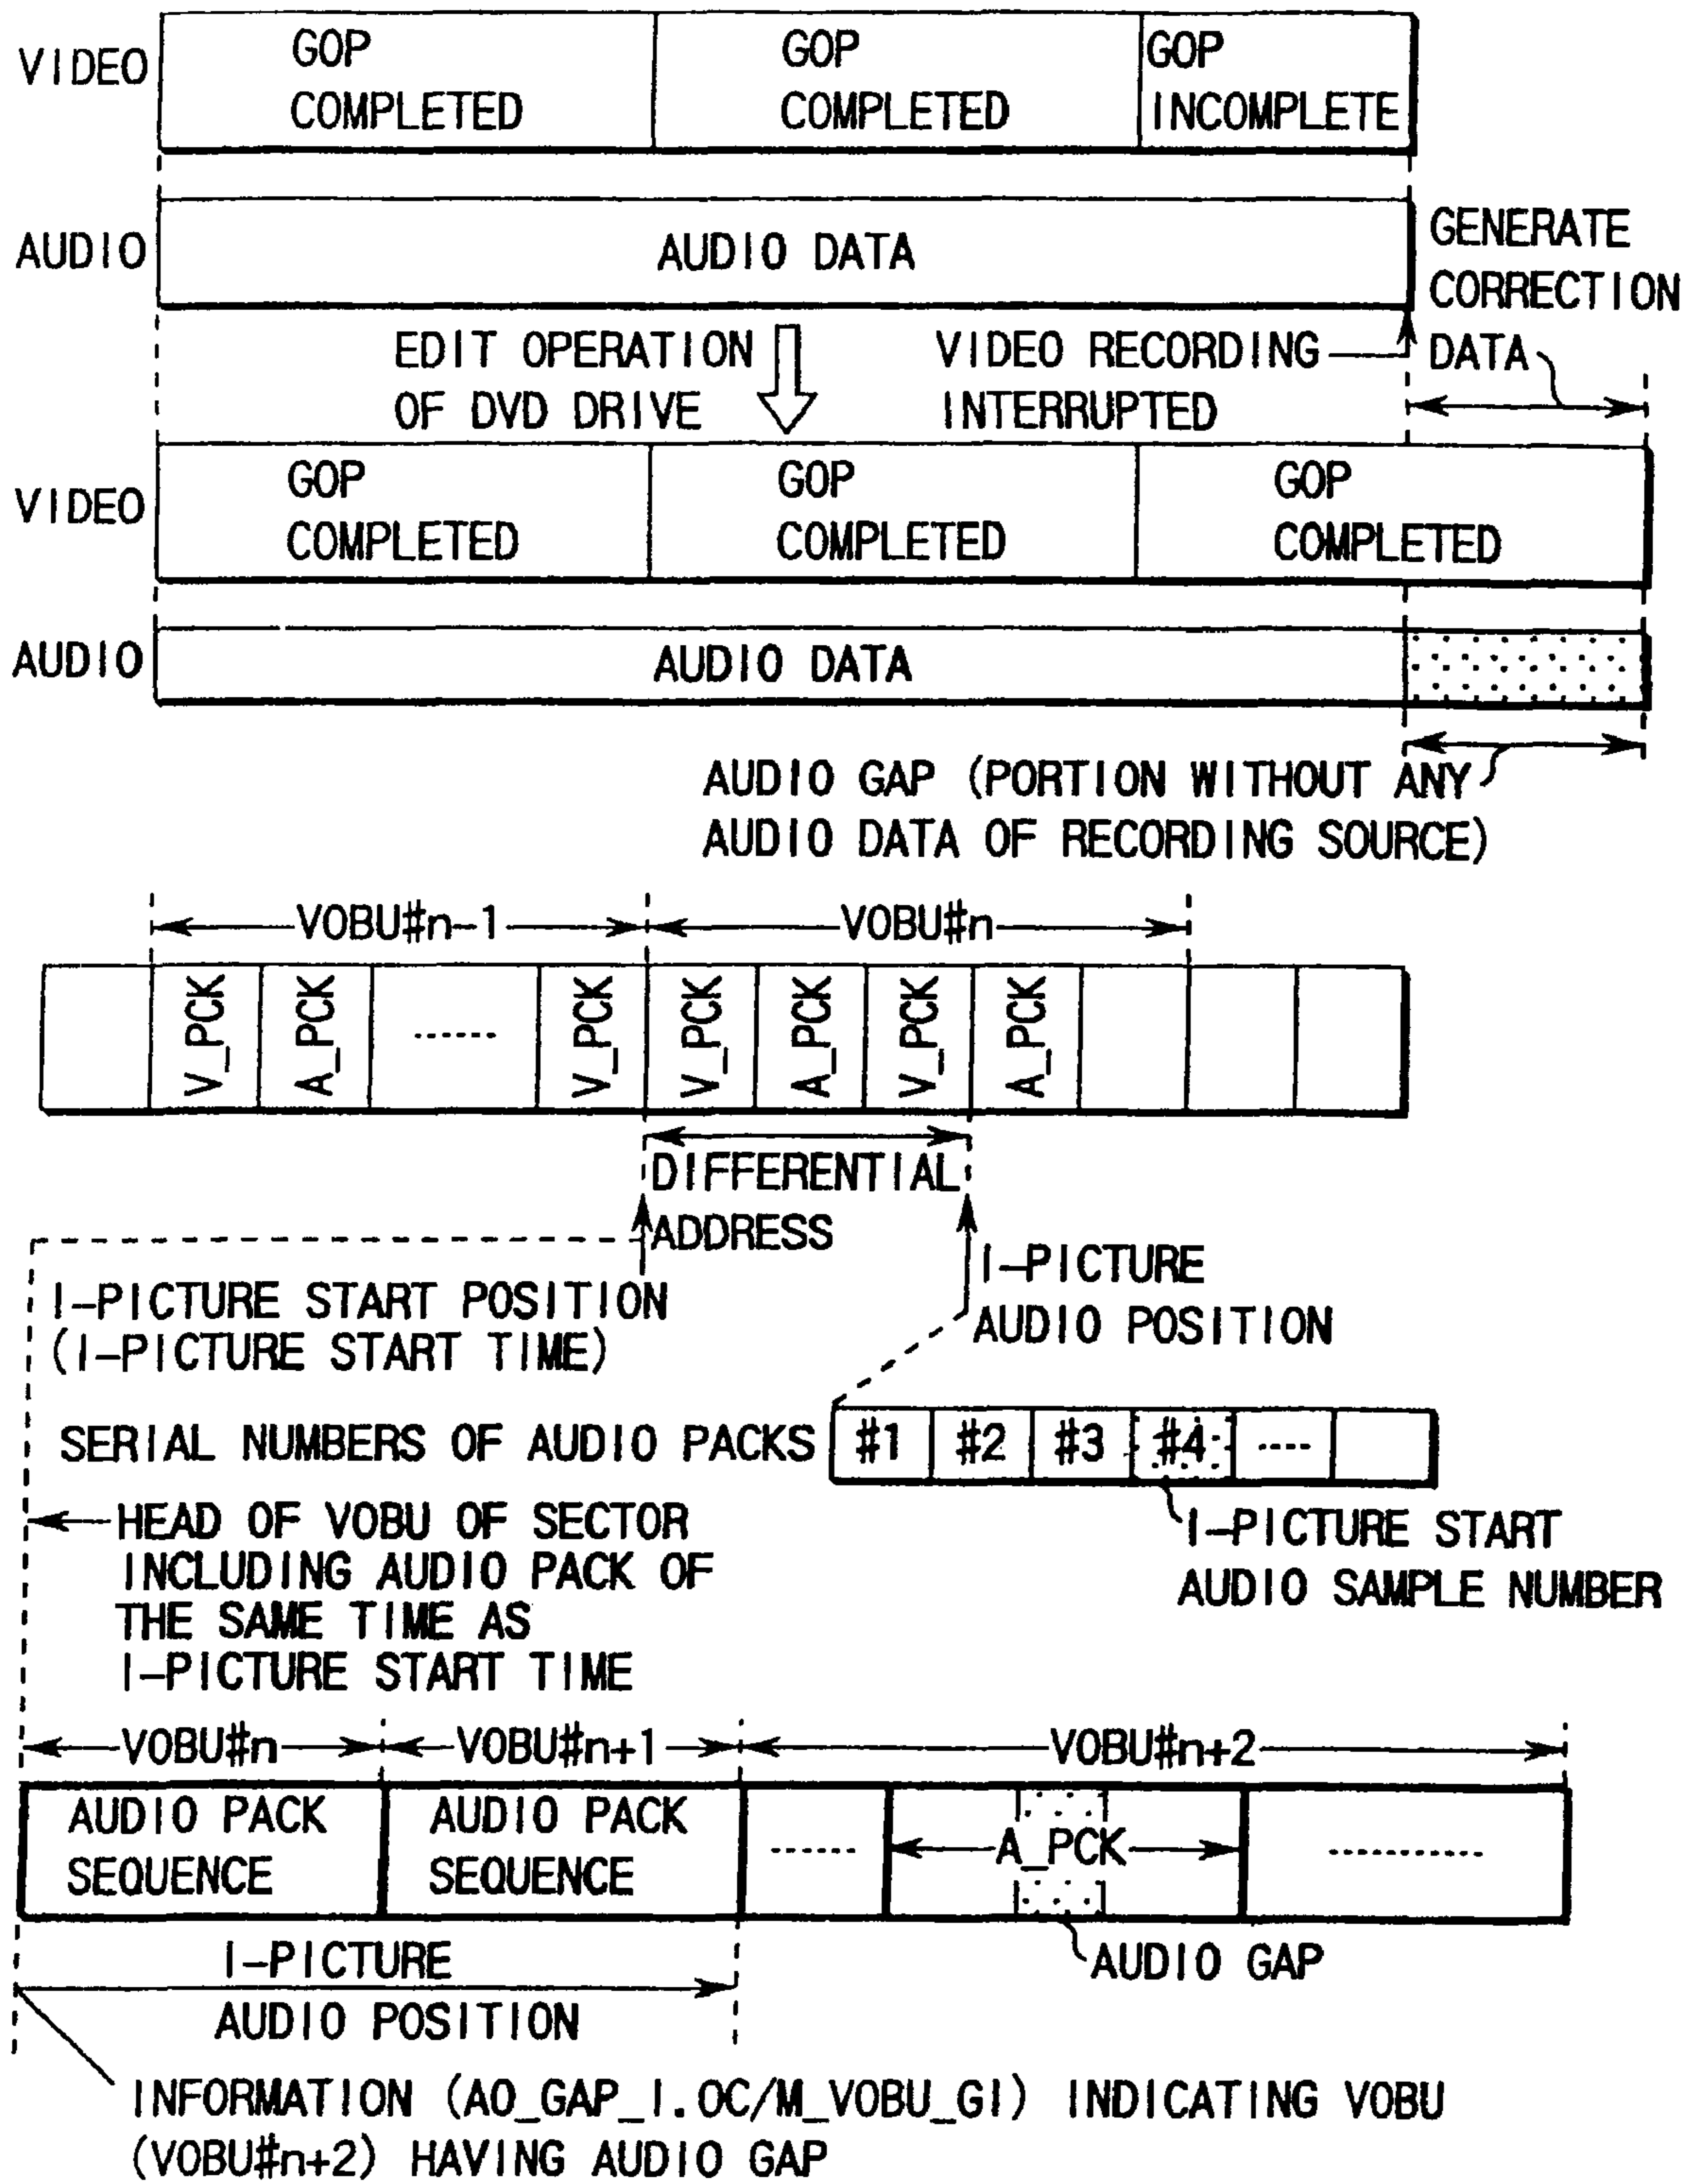 VIDEO
GOP COMPLETED
GOP COMPLETED
GOP INCOMPLETE
AUDIO
AUDIO DATA
GENERATE CORRECTION DATA
EDIT OPERATION OF DVD DRIVE
VIDEO RECORDING INTERRUPTED
VIDEO
GOP COMPLETED
GOP COMPLETED
GOP COMPLETED
AUDIO
AUDIO DATA
AUDIO GAP (PORTION WITHOUT ANY
AUDIO DATA OF RECORDING SOURCE)
VOBU#n-1
VOBU#n
V_PCK
A_PCK
------
V_PCK
V_PCK
A_PCK
V_PCK
A_PCK
DIFFERENTIAL
ADDRESS
I-PICTURE START POSITION
(I-PICTURE START TIME)
I-PICTURE
AUDIO POSITION
SERIAL NUMBERS OF AUDIO PACKS
#1
#2
#3
#4
----
I-PICTURE START
AUDIO SAMPLE NUMBER
HEAD OF VOBU OF SECTOR
INCLUDING AUDIO PACK OF
THE SAME TIME AS
I-PICTURE START TIME
VOBU#n
VOBU#n+1
VOBU#n+2
AUDIO PACK
SEQUENCE
AUDIO PACK
SEQUENCE
------
A_PCK
----------
AUDIO GAP
I-PICTURE
AUDIO POSITION
INFORMATION (A0_GAP_I.OC/M_VOBU_GI) INDICATING VOBU
(VOBU#n+2) HAVING AUDIO GAP